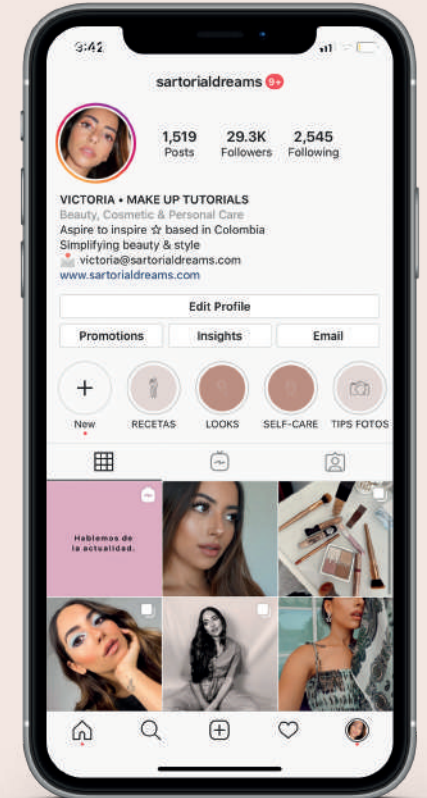 9:42
sartorialdreams 9+
1,519 29.3K 2,545
Posts Followers Following
VICTORIA • MAKE UP TUTORIALS
Beauty, Cosmetic & Personal Care
Aspire to inspire ☆ based in Colombia
Simplifying beauty & style
📩 victoria@sartorialdreams.com
www.sartorialdreams.com
Edit Profile
Promotions Insights Email
New RECETAS LOOKS SELF-CARE TIPS FOTOS
Hablemos de
la actualidad.